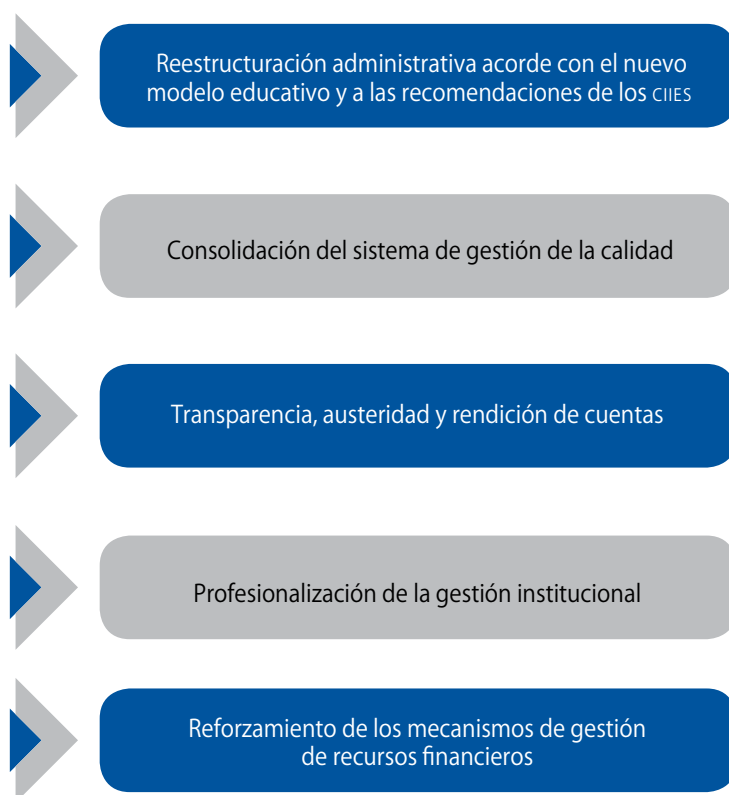 Reestructuración administrativa acorde con el nuevo
modelo educativo y a las recomendaciones de los CIIES
Consolidación del sistema de gestión de la calidad
Transparencia, austeridad y rendición de cuentas
Profesionalización de la gestión institucional
Reforzamiento de los mecanismos de gestión
de recursos financieros